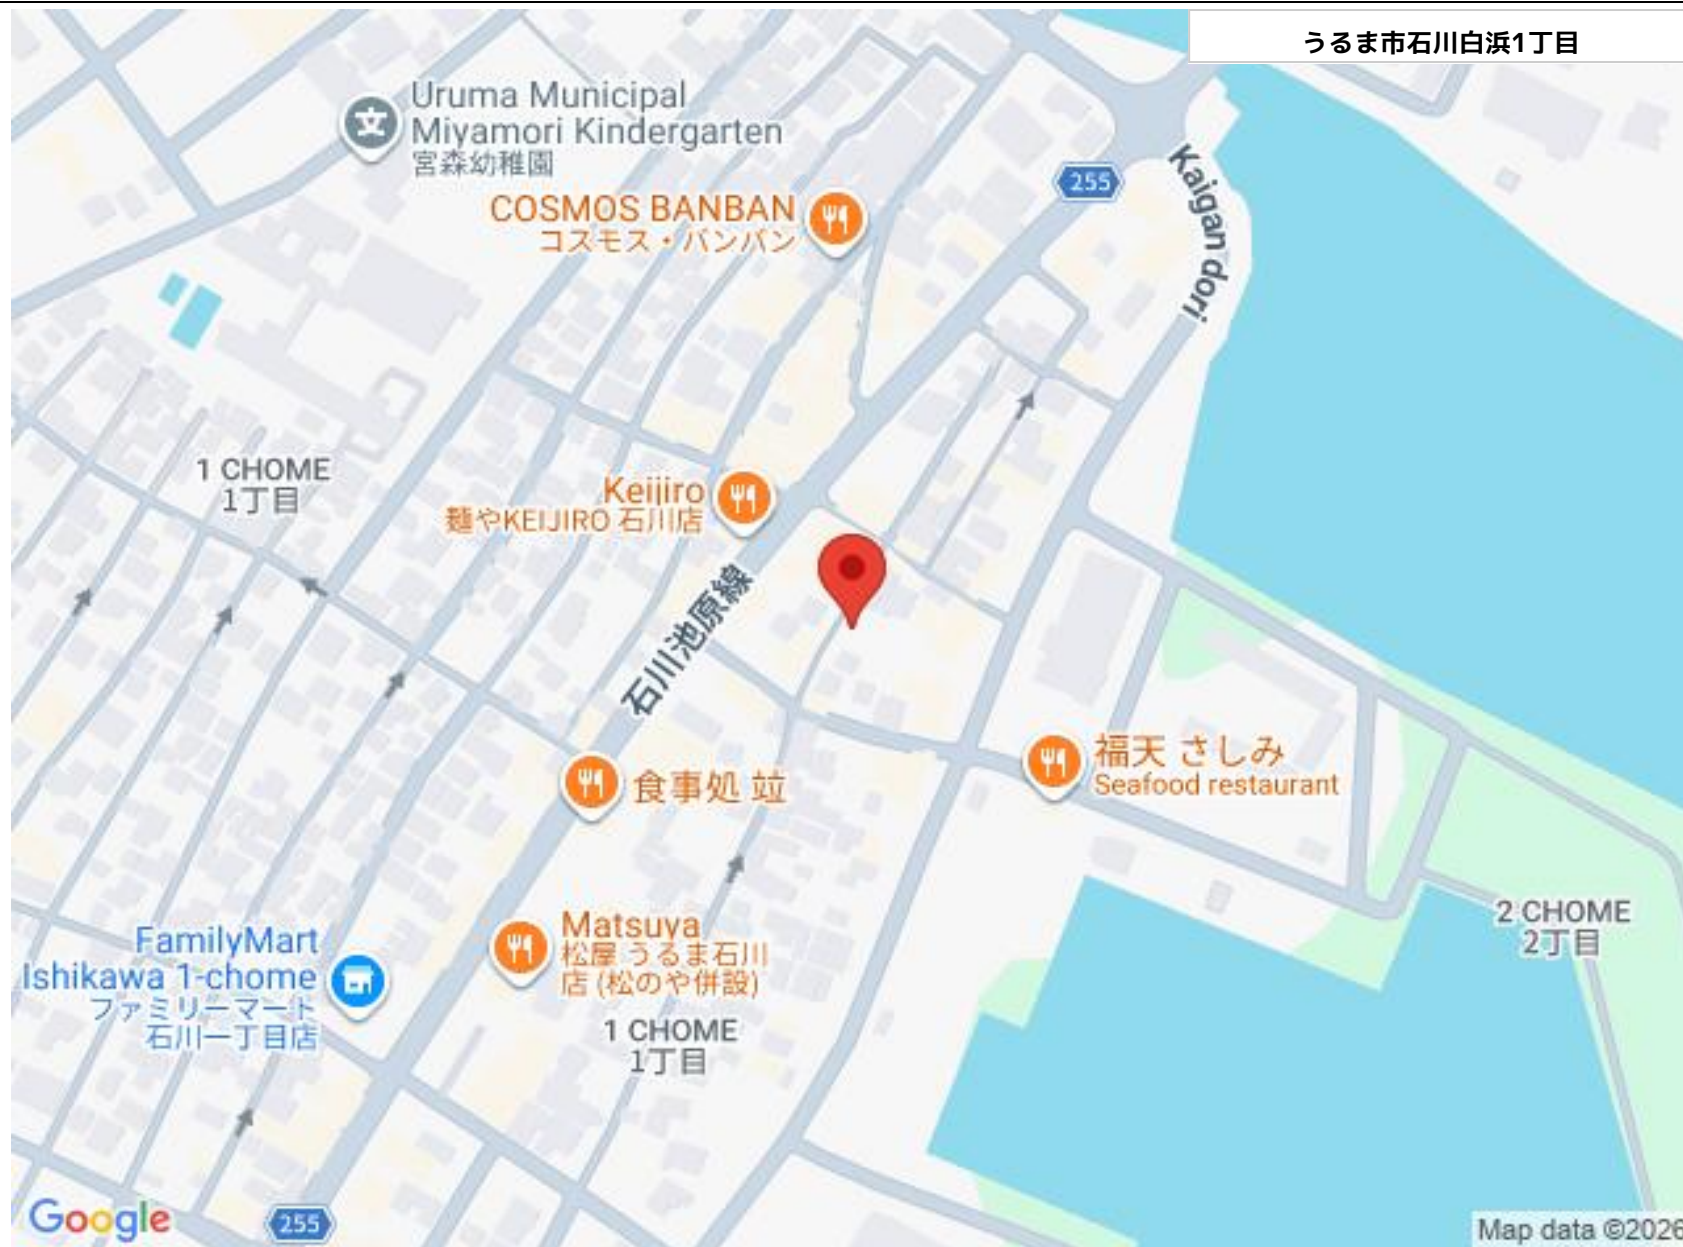 うるま市石川白浜1丁目
Uruma Municipal
Miyamori Kindergarten
宮森幼稚園
255
Kaigan dori
COSMOS BANBAN
コスモス・バンバン
1 CHOME
1丁目
Keijiro
麺やKEIJIRO 石川店
石川池原線
福天 さしみ
Seafood restaurant
食事処 竝
Matsuya
松屋 うるま石川
店 (松のや併設)
2 CHOME
2丁目
FamilyMart
Ishikawa 1-chome
ファミリーマート
石川一丁目店
1 CHOME
1丁目
Google
255
Map data ©2026